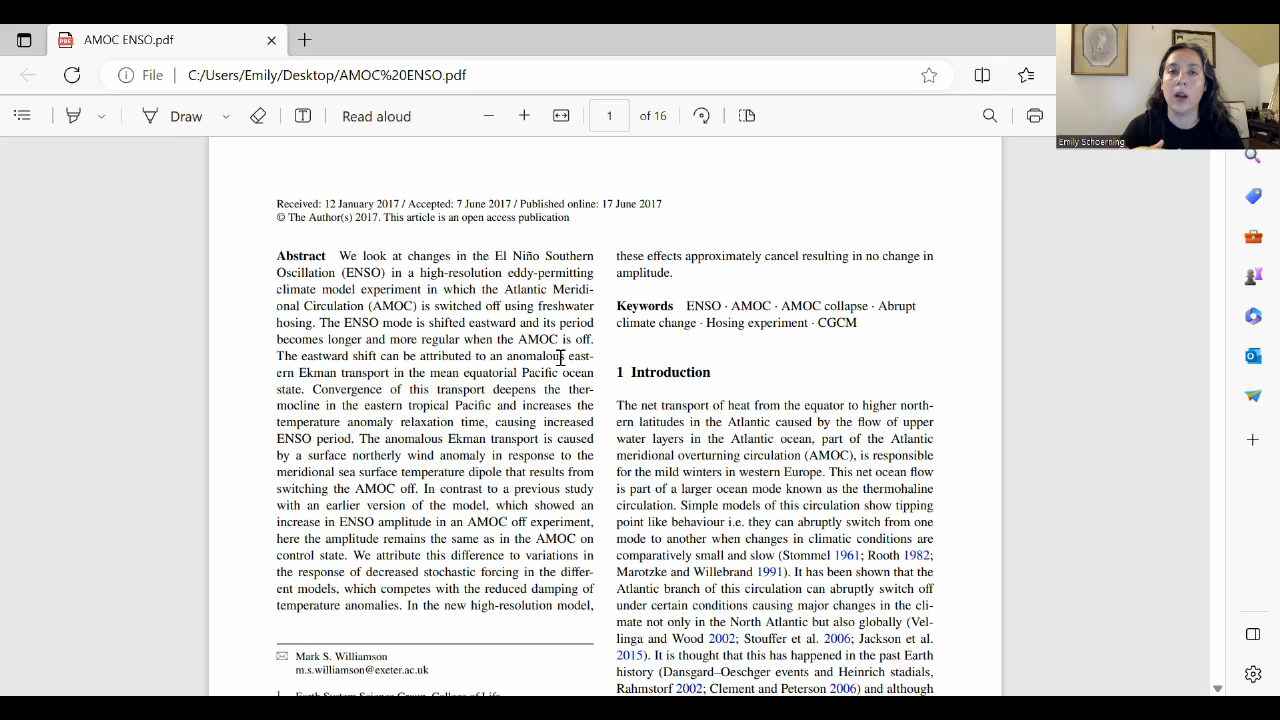 AMOC ENSO.pdf
File
C:/Users/Emily/Desktop/AMOC%20ENSO.pdf
Draw
Read aloud
1
of 16
Emily Schoerning
Received: 12 January 2017 / Accepted: 7 June 2017 / Published online: 17 June 2017
© The Author(s) 2017. This article is an open access publication
Abstract We look at changes in the El Niño Southern
Oscillation (ENSO) in a high-resolution eddy-permitting
climate model experiment in which the Atlantic Meridi-
onal Circulation (AMOC) is switched off using freshwater
hosing. The ENSO mode is shifted eastward and its period
becomes longer and more regular when the AMOC is off.
The eastward shift can be attributed to an anomalous east-
ern Ekman transport in the mean equatorial Pacific ocean
state. Convergence of this transport deepens the ther-
mocline in the eastern tropical Pacific and increases the
temperature anomaly relaxation time, causing increased
ENSO period. The anomalous Ekman transport is caused
by a surface northerly wind anomaly in response to the
meridional sea surface temperature dipole that results from
switching the AMOC off. In contrast to a previous study
with an earlier version of the model, which showed an
increase in ENSO amplitude in an AMOC off experiment,
here the amplitude remains the same as in the AMOC on
control state. We attribute this difference to variations in
the response of decreased stochastic forcing in the differ-
ent models, which competes with the reduced damping of
temperature anomalies. In the new high-resolution model,
Mark S. Williamson
m.s.williamson@exeter.ac.uk
these effects approximately cancel resulting in no change in
amplitude.
Keywords ENSO · AMOC · AMOC collapse · Abrupt
climate change · Hosing experiment · CGCM
1 Introduction
The net transport of heat from the equator to higher north-
ern latitudes in the Atlantic caused by the flow of upper
water layers in the Atlantic ocean, part of the Atlantic
meridional overturning circulation (AMOC), is responsible
for the mild winters in western Europe. This net ocean flow
is part of a larger ocean mode known as the thermohaline
circulation. Simple models of this circulation show tipping
point like behaviour i.e. they can abruptly switch from one
mode to another when changes in climatic conditions are
comparatively small and slow (Stommel 1961; Rooth 1982;
Marotzke and Willebrand 1991). It has been shown that the
Atlantic branch of this circulation can abruptly switch off
under certain conditions causing major changes in the cli-
mate not only in the North Atlantic but also globally (Vel-
linga and Wood 2002; Stouffer et al. 2006; Jackson et al.
2015). It is thought that this has happened in the past Earth
history (Dansgard–Oeschger events and Heinrich stadials,
Rahmstorf 2002; Clement and Peterson 2006) and although